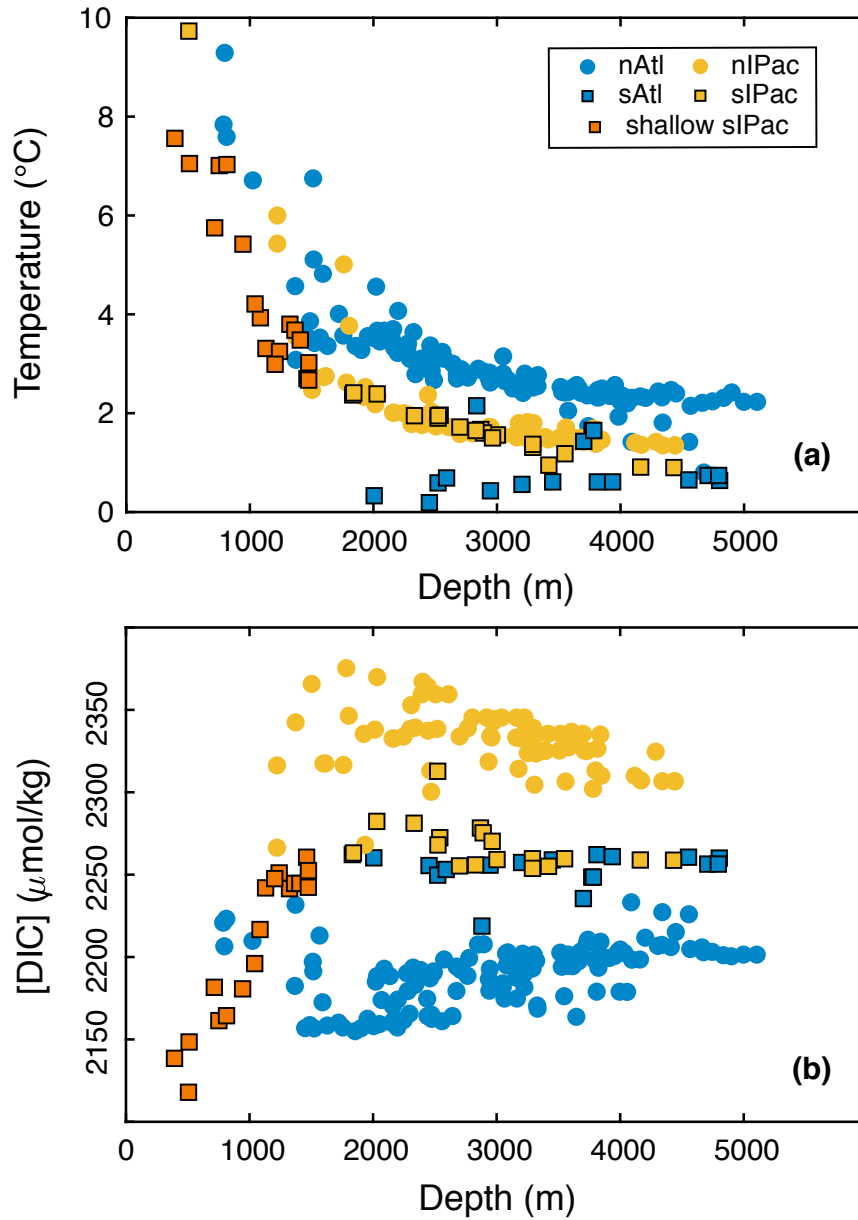 10
8
6
4
2
0
Temperature (°C)
nAtl nIPac
sAtl sIPac
shallow sIPac
(a)
0 1000 2000 3000 4000 5000
Depth (m)
2350
2300
2250
2200
2150
[DIC] (μmol/kg)
(b)
0 1000 2000 3000 4000 5000
Depth (m)